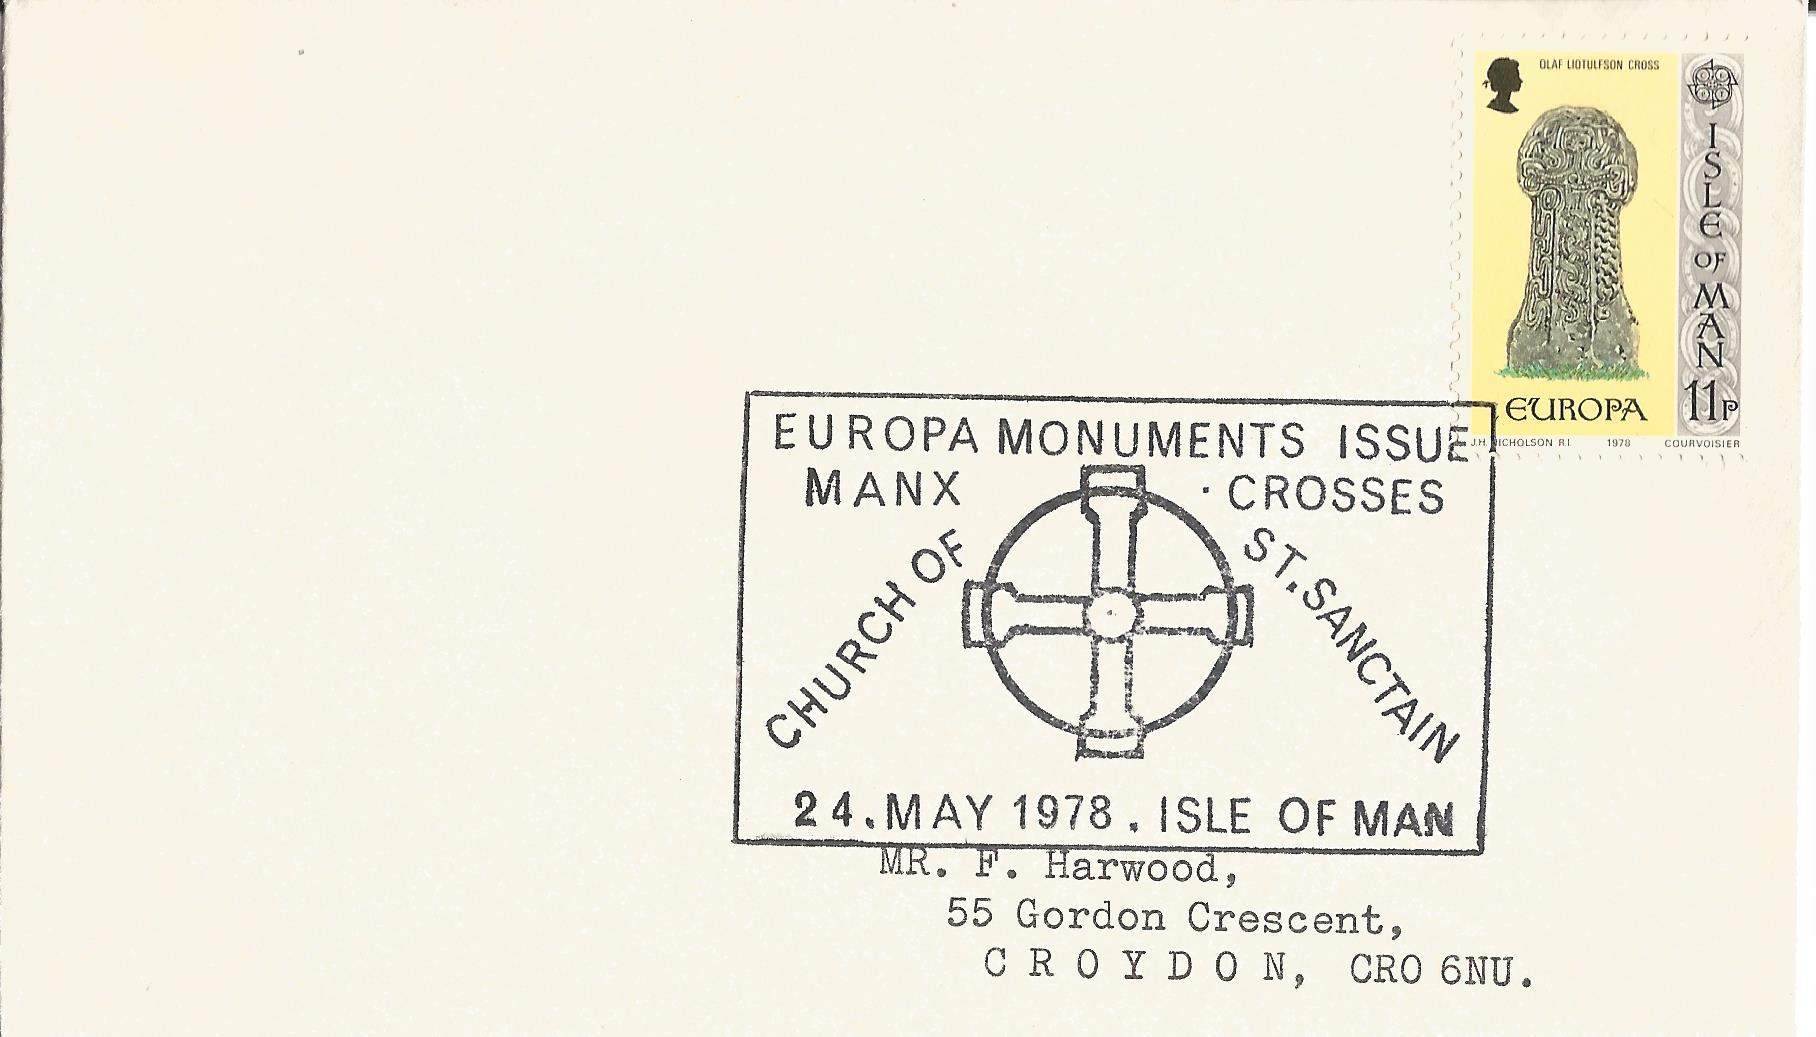 OLAF LIOTULFSON CROSS
ISLE OF MAN
11P
EUROPA
J.H. NICHOLSON R.I. 1978 COURVOISIER
EUROPA MONUMENTS ISSUE
MANX · CROSSES
CHURCH OF ST. SANCTAIN
24. MAY 1978. ISLE OF MAN
MR. F. Harwood,
55 Gordon Crescent,
CROYDON, CRO 6NU.